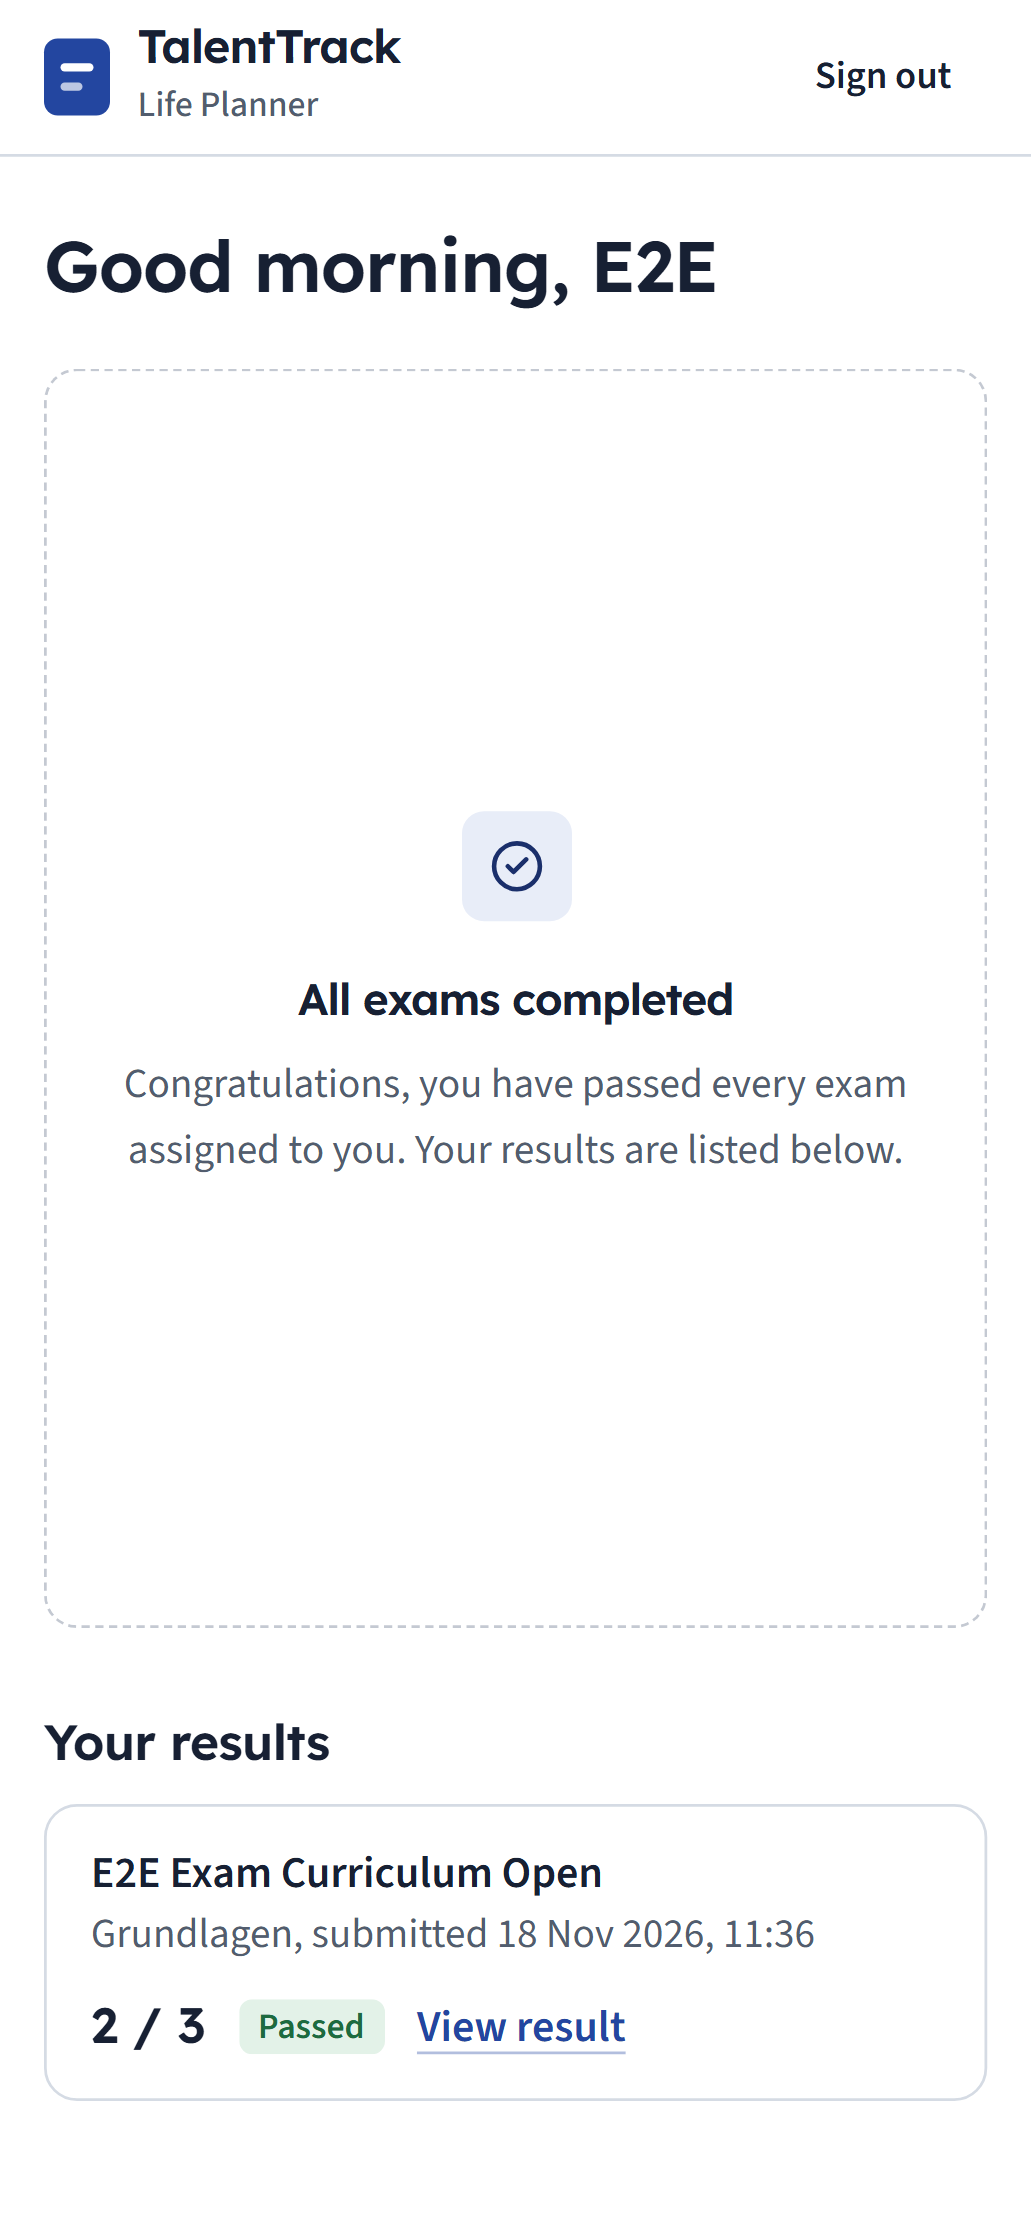 TalentTrack
Life Planner
Sign out
Good morning, E2E
All exams completed
Congratulations, you have passed every exam
assigned to you. Your results are listed below.
Your results
E2E Exam Curriculum Open
Grundlagen, submitted 18 Nov 2026, 11:36
2 / 3 Passed View result